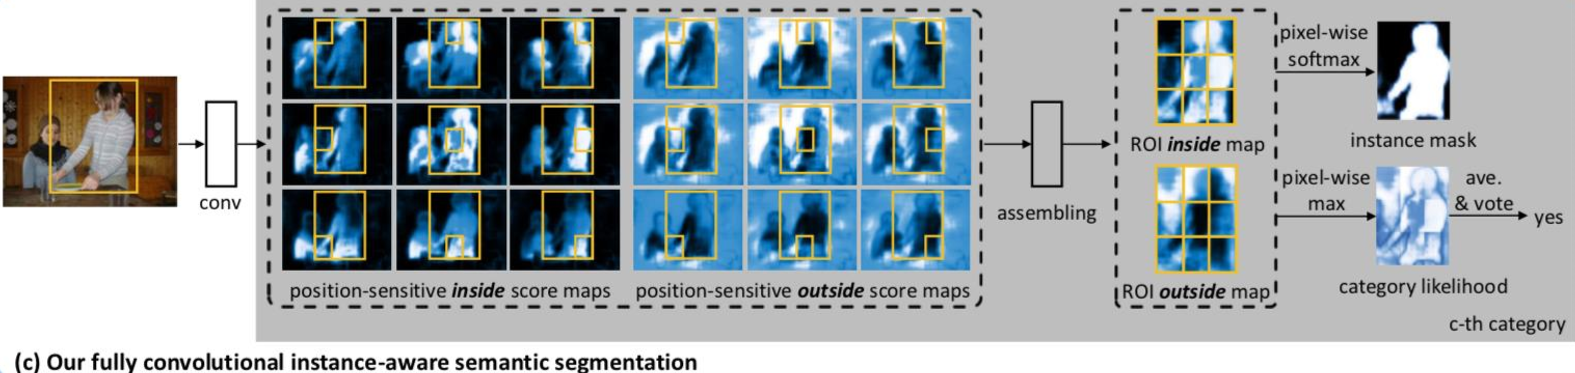 conv
position-sensitive inside score maps
position-sensitive outside score maps
assembling
ROI inside map
ROI outside map
pixel-wise
softmax
instance mask
pixel-wise
max
ave.
& vote
yes
category likelihood
c-th category
(c) Our fully convolutional instance-aware semantic segmentation